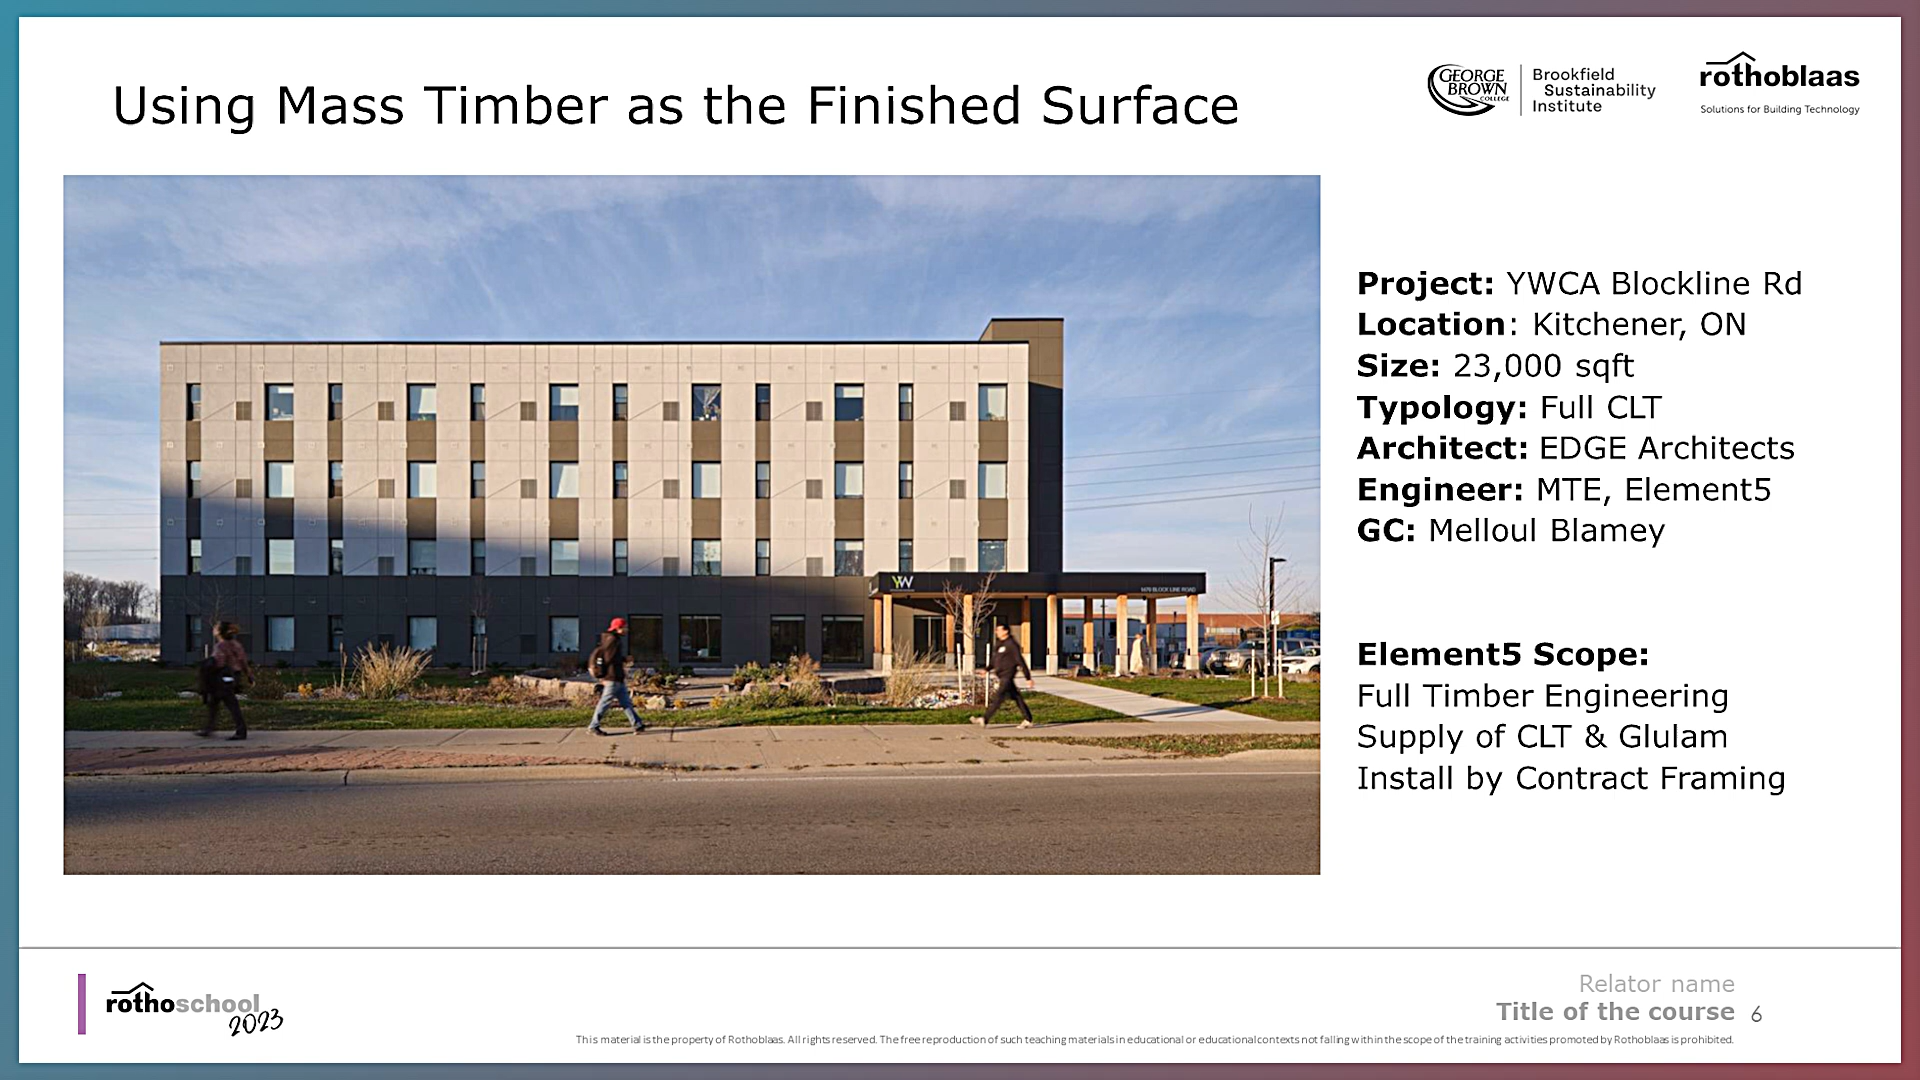 Using Mass Timber as the Finished Surface
GEORGE
BROWN
COLLEGE
Brookfield
Sustainability
Institute
rothoblaas
Solutions for Building Technology
YW
1470 BLOCK LINE ROAD
Project: YWCA Blockline Rd
Location: Kitchener, ON
Size: 23,000 sqft
Typology: Full CLT
Architect: EDGE Architects
Engineer: MTE, Element5
GC: Melloul Blamey
Element5 Scope:
Full Timber Engineering
Supply of CLT & Glulam
Install by Contract Framing
rothoschool
2023
Relator name
Title of the course 6
This material is the property of Rothoblaas. All rights reserved. The free reproduction of such teaching materials in educational or educational contexts not falling within the scope of the training activities promoted by Rothoblaas is prohibited.